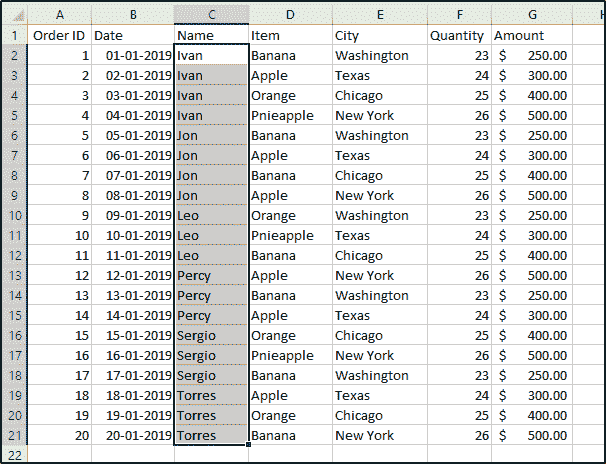 A B C D E F G H
1 Order ID Date Name Item City Quantity Amount
2 1 01-01-2019 Ivan Banana Washington 23 $ 250.00
3 2 02-01-2019 Ivan Apple Texas 24 $ 300.00
4 3 03-01-2019 Ivan Orange Chicago 25 $ 400.00
5 4 04-01-2019 Ivan Pnieapple New York 26 $ 500.00
6 5 05-01-2019 Jon Banana Washington 23 $ 250.00
7 6 06-01-2019 Jon Apple Texas 24 $ 300.00
8 7 07-01-2019 Jon Banana Chicago 25 $ 400.00
9 8 08-01-2019 Jon Apple New York 26 $ 500.00
10 9 09-01-2019 Leo Orange Washington 23 $ 250.00
11 10 10-01-2019 Leo Pnieapple Texas 24 $ 300.00
12 11 11-01-2019 Leo Banana Chicago 25 $ 400.00
13 12 12-01-2019 Percy Apple New York 26 $ 500.00
14 13 13-01-2019 Percy Banana Washington 23 $ 250.00
15 14 14-01-2019 Percy Apple Texas 24 $ 300.00
16 15 15-01-2019 Sergio Orange Chicago 25 $ 400.00
17 16 16-01-2019 Sergio Pnieapple New York 26 $ 500.00
18 17 17-01-2019 Sergio Banana Washington 23 $ 250.00
19 18 18-01-2019 Torres Apple Texas 24 $ 300.00
20 19 19-01-2019 Torres Orange Chicago 25 $ 400.00
21 20 20-01-2019 Torres Banana New York 26 $ 500.00
22